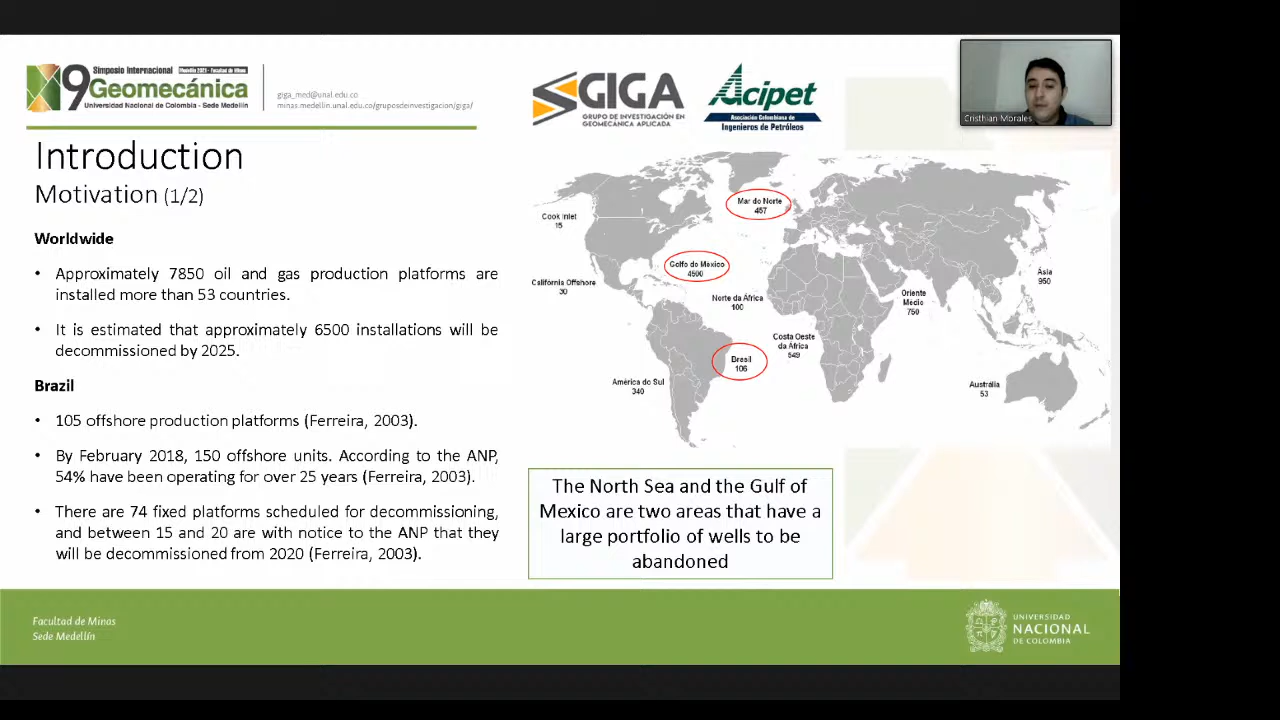 Simposio Internacional Medellín 2021 - Facultad de Minas
9 Geomecánica
Universidad Nacional de Colombia - Sede Medellín
giga_med@unal.edu.co
minas.medellin.unal.edu.co/gruposdeinvestigacion/giga/
GIGA
GRUPO DE INVESTIGACIÓN EN
GEOMECÁNICA APLICADA
Acipet
Asociación Colombiana de
Ingenieros de Petróleos
Cristhian Morales
Introduction
Motivation (1/2)
Worldwide
• Approximately 7850 oil and gas production platforms are
installed more than 53 countries.
• It is estimated that approximately 6500 installations will be
decommissioned by 2025.
Brazil
• 105 offshore production platforms (Ferreira, 2003).
• By February 2018, 150 offshore units. According to the ANP,
54% have been operating for over 25 years (Ferreira, 2003).
• There are 74 fixed platforms scheduled for decommissioning,
and between 15 and 20 are with notice to the ANP that they
will be decommissioned from 2020 (Ferreira, 2003).
Cook Inlet
15
Mar do Norte
457
Golfo do Mexico
4500
California Offshore
30
Norte da África
100
Oriente
Médio
750
Ásia
950
Costa Oeste
da África
549
Brasil
106
América do Sul
340
Austrália
53
The North Sea and the Gulf of
Mexico are two areas that have a
large portfolio of wells to be
abandoned
Facultad de Minas
Sede Medellín
UNIVERSIDAD
NACIONAL
DE COLOMBIA